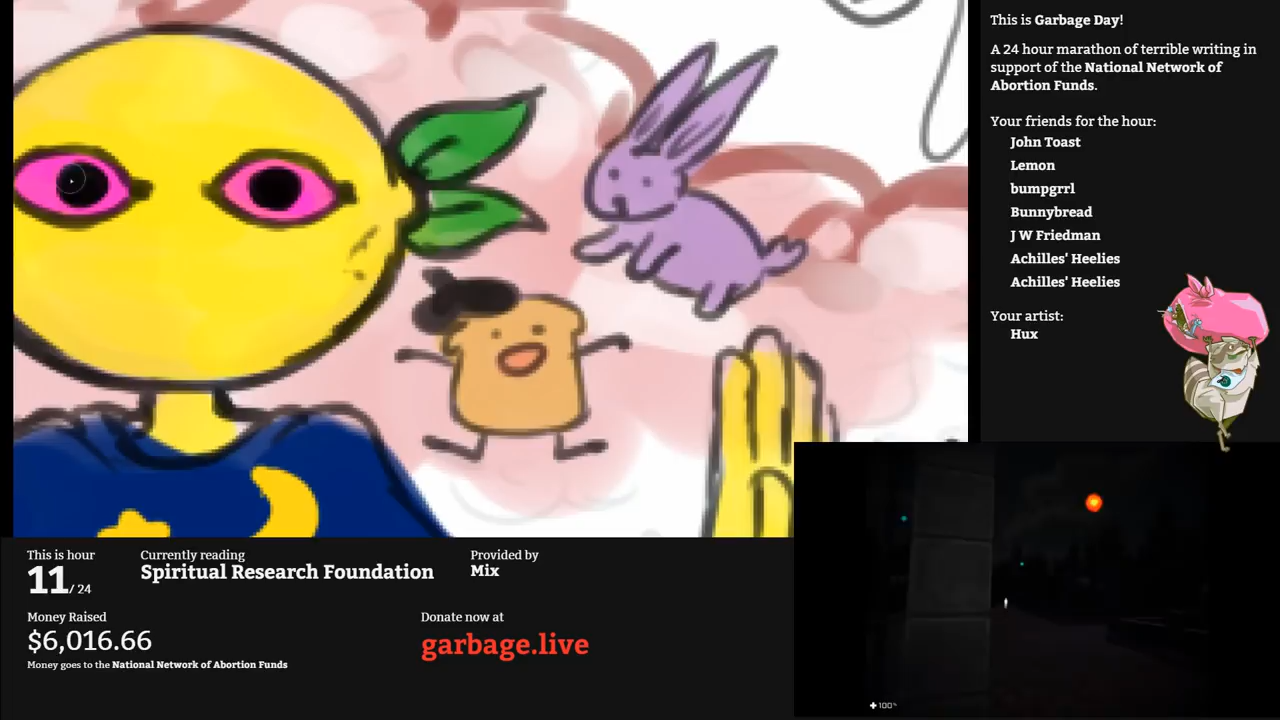 This is Garbage Day!
A 24 hour marathon of terrible writing in
support of the National Network of
Abortion Funds.
Your friends for the hour:
John Toast
Lemon
bumpgrrl
Bunnybread
J W Friedman
Achilles' Heelies
Achilles' Heelies
Your artist:
Hux
This is hour
11 / 24
Currently reading
Spiritual Research Foundation
Provided by
Mix
Money Raised
$6,016.66
Money goes to the National Network of Abortion Funds
Donate now at
garbage.live
100%